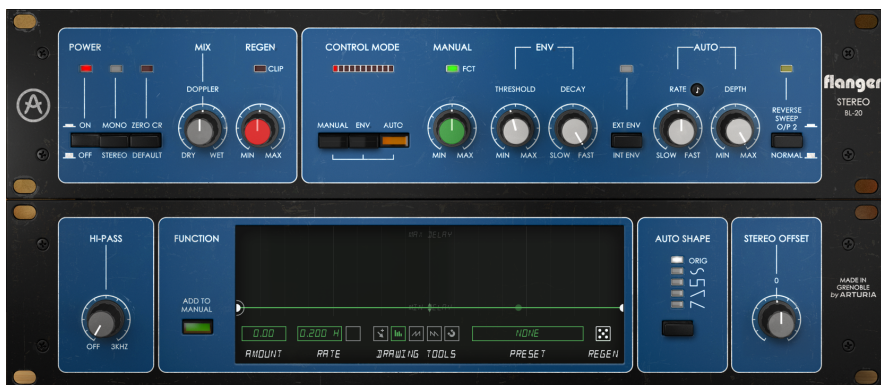 POWER
MIX
REGEN
CONTROL MODE
MANUAL
ENV
AUTO
CLIP
FCT
DOPPLER
THRESHOLD
DECAY
RATE
DEPTH
flanger
STEREO
BL-20
ON
MONO
ZERO CR
MANUAL
ENV
AUTO
EXT ENV
REVERSE
SWEEP
O/P 2
OFF
STEREO
DEFAULT
DRY
WET
MIN
MAX
MIN
MAX
MIN
MAX
SLOW
FAST
INT ENV
SLOW
FAST
MIN
MAX
NORMAL
HI-PASS
FUNCTION
MAX DELAY
AUTO SHAPE
STEREO OFFSET
ORIG
0
ADD TO
MANUAL
MIN DELAY
MADE IN
GRENOBLE
by ARTURIA
OFF
3KHZ
0.00
0.200 H
NONE
AMOUNT
RATE
DRAWING TOOLS
PRESET
REGEN